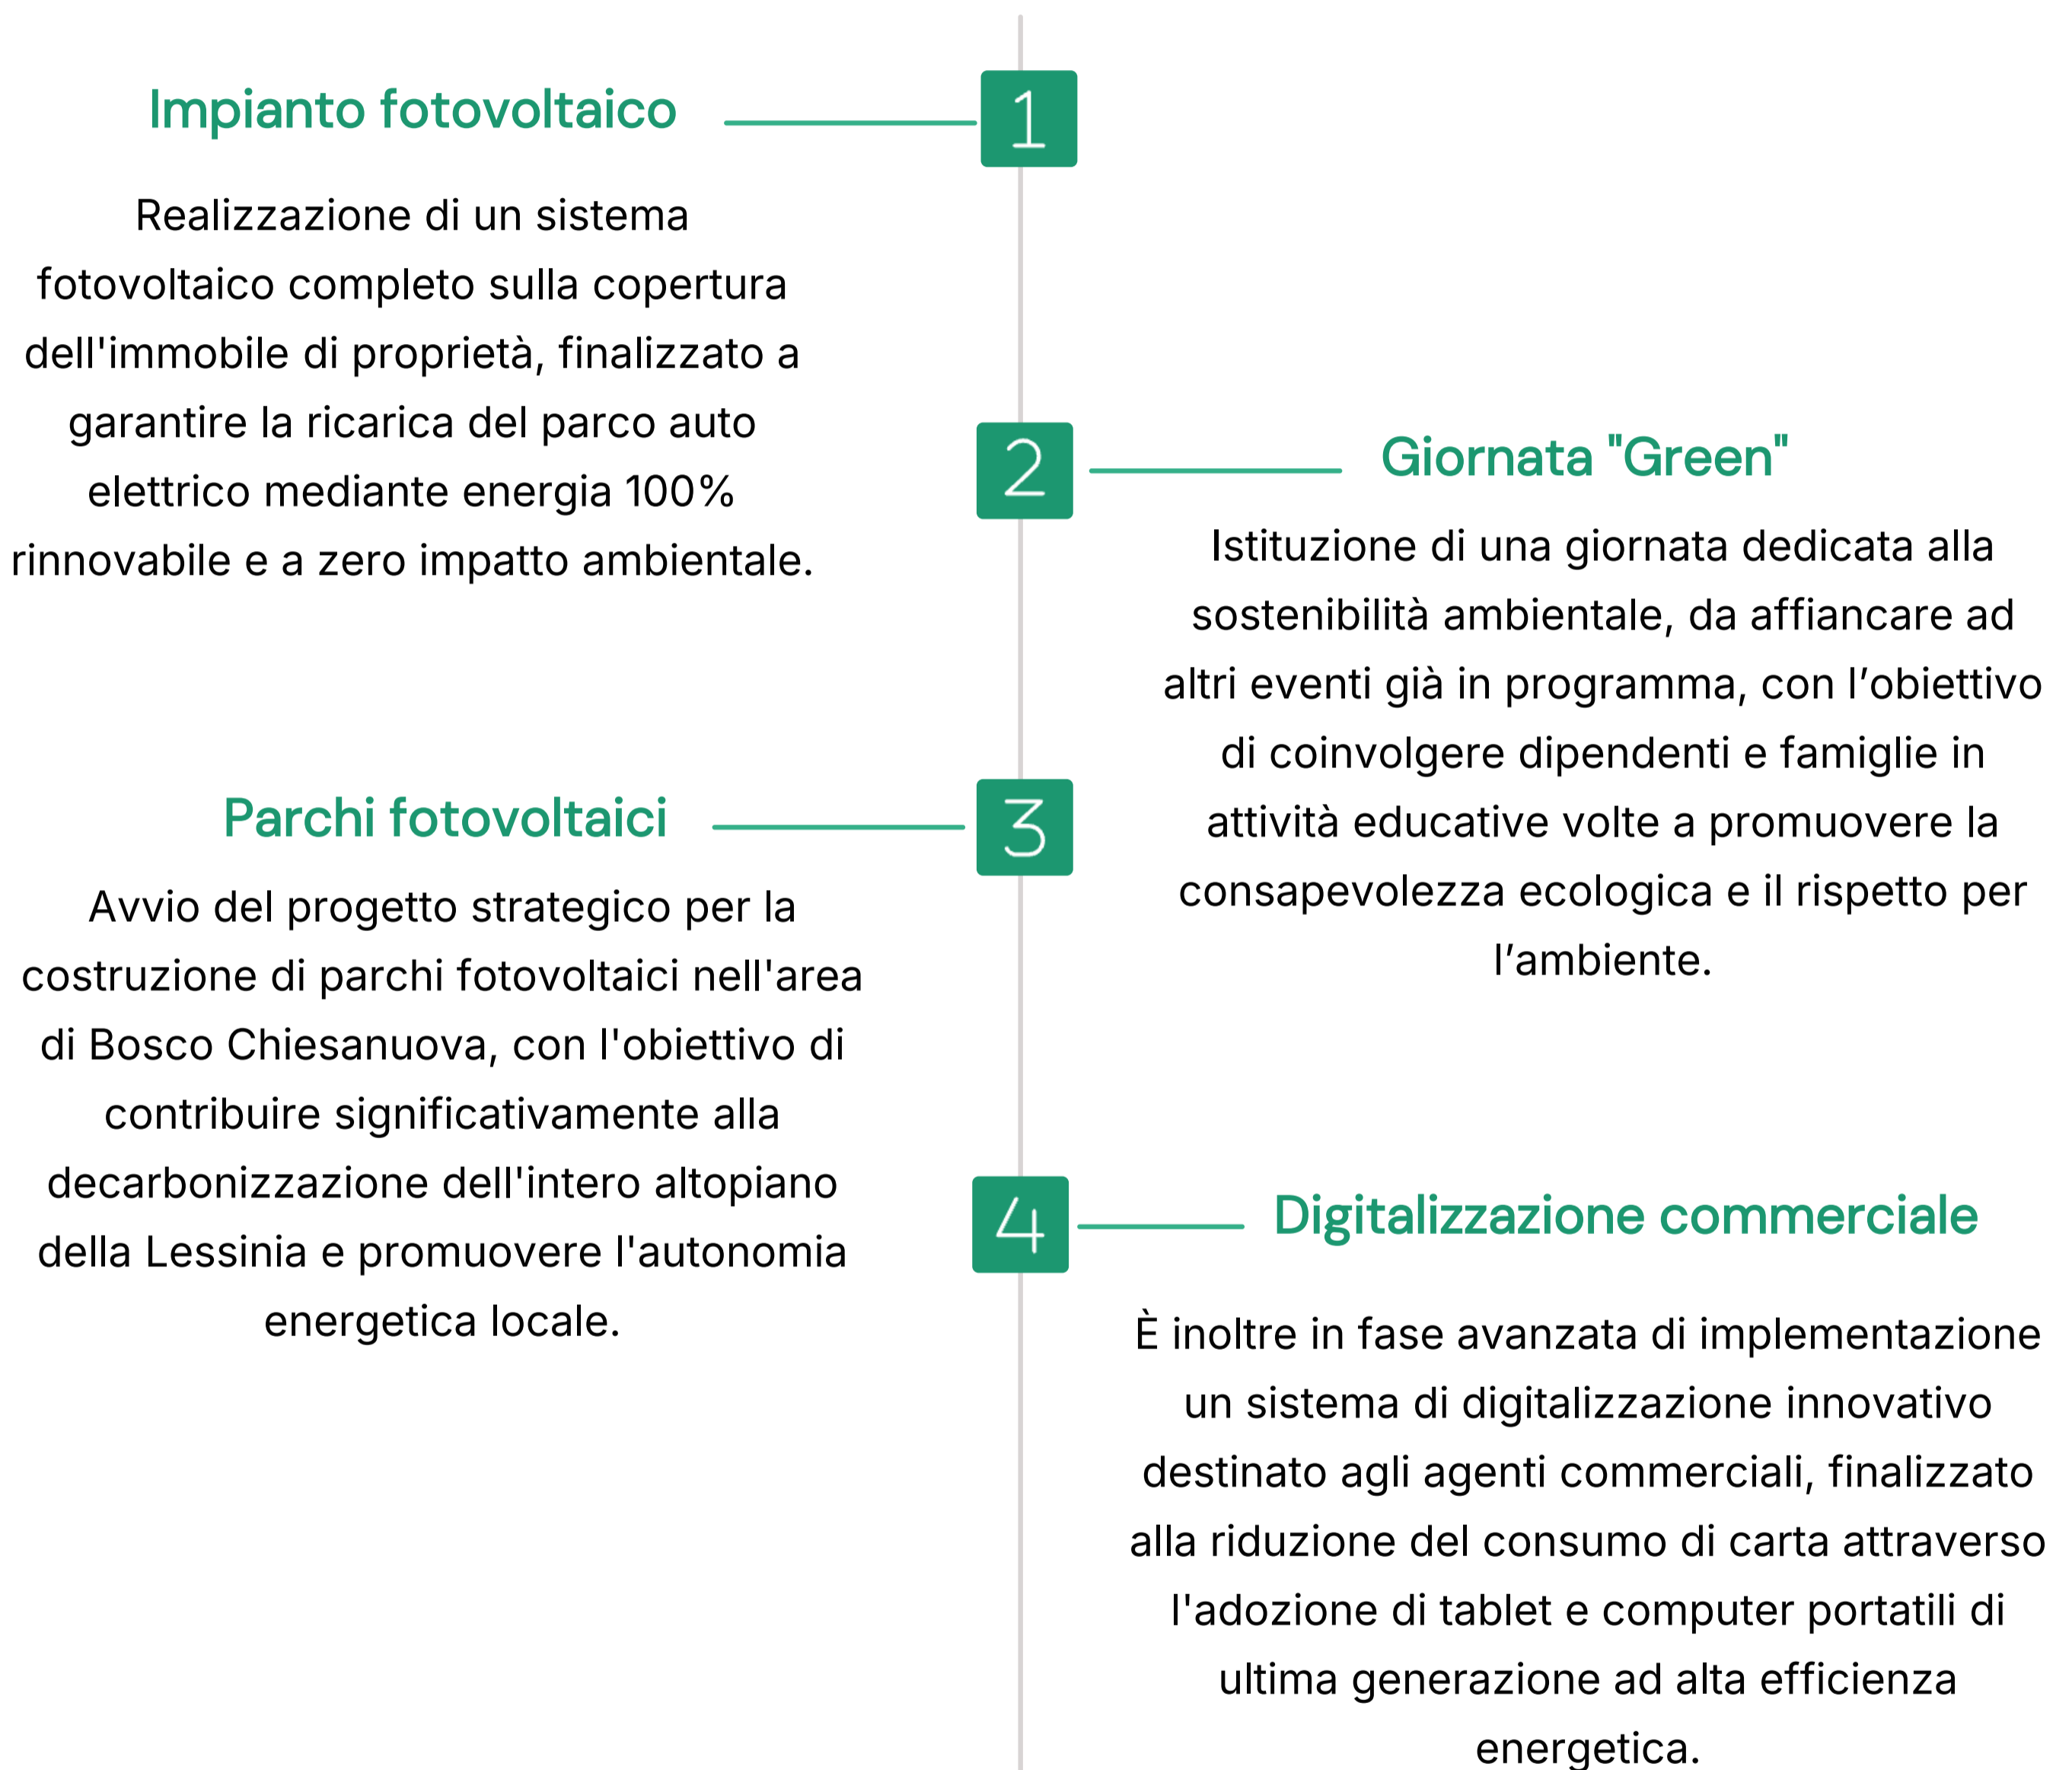 Impianto fotovoltaico
1
Realizzazione di un sistema
fotovoltaico completo sulla copertura
dell'immobile di proprietà, finalizzato a
garantire la ricarica del parco auto
elettrico mediante energia 100%
rinnovabile e a zero impatto ambientale.
2
Giornata "Green"
Istituzione di una giornata dedicata alla
sostenibilità ambientale, da affiancare ad
altri eventi già in programma, con l’obiettivo
di coinvolgere dipendenti e famiglie in
attività educative volte a promuovere la
consapevolezza ecologica e il rispetto per
l’ambiente.
Parchi fotovoltaici
3
Avvio del progetto strategico per la
costruzione di parchi fotovoltaici nell'area
di Bosco Chiesanuova, con l'obiettivo di
contribuire significativamente alla
decarbonizzazione dell'intero altopiano
della Lessinia e promuovere l'autonomia
energetica locale.
4
Digitalizzazione commerciale
È inoltre in fase avanzata di implementazione
un sistema di digitalizzazione innovativo
destinato agli agenti commerciali, finalizzato
alla riduzione del consumo di carta attraverso
l'adozione di tablet e computer portatili di
ultima generazione ad alta efficienza
energetica.